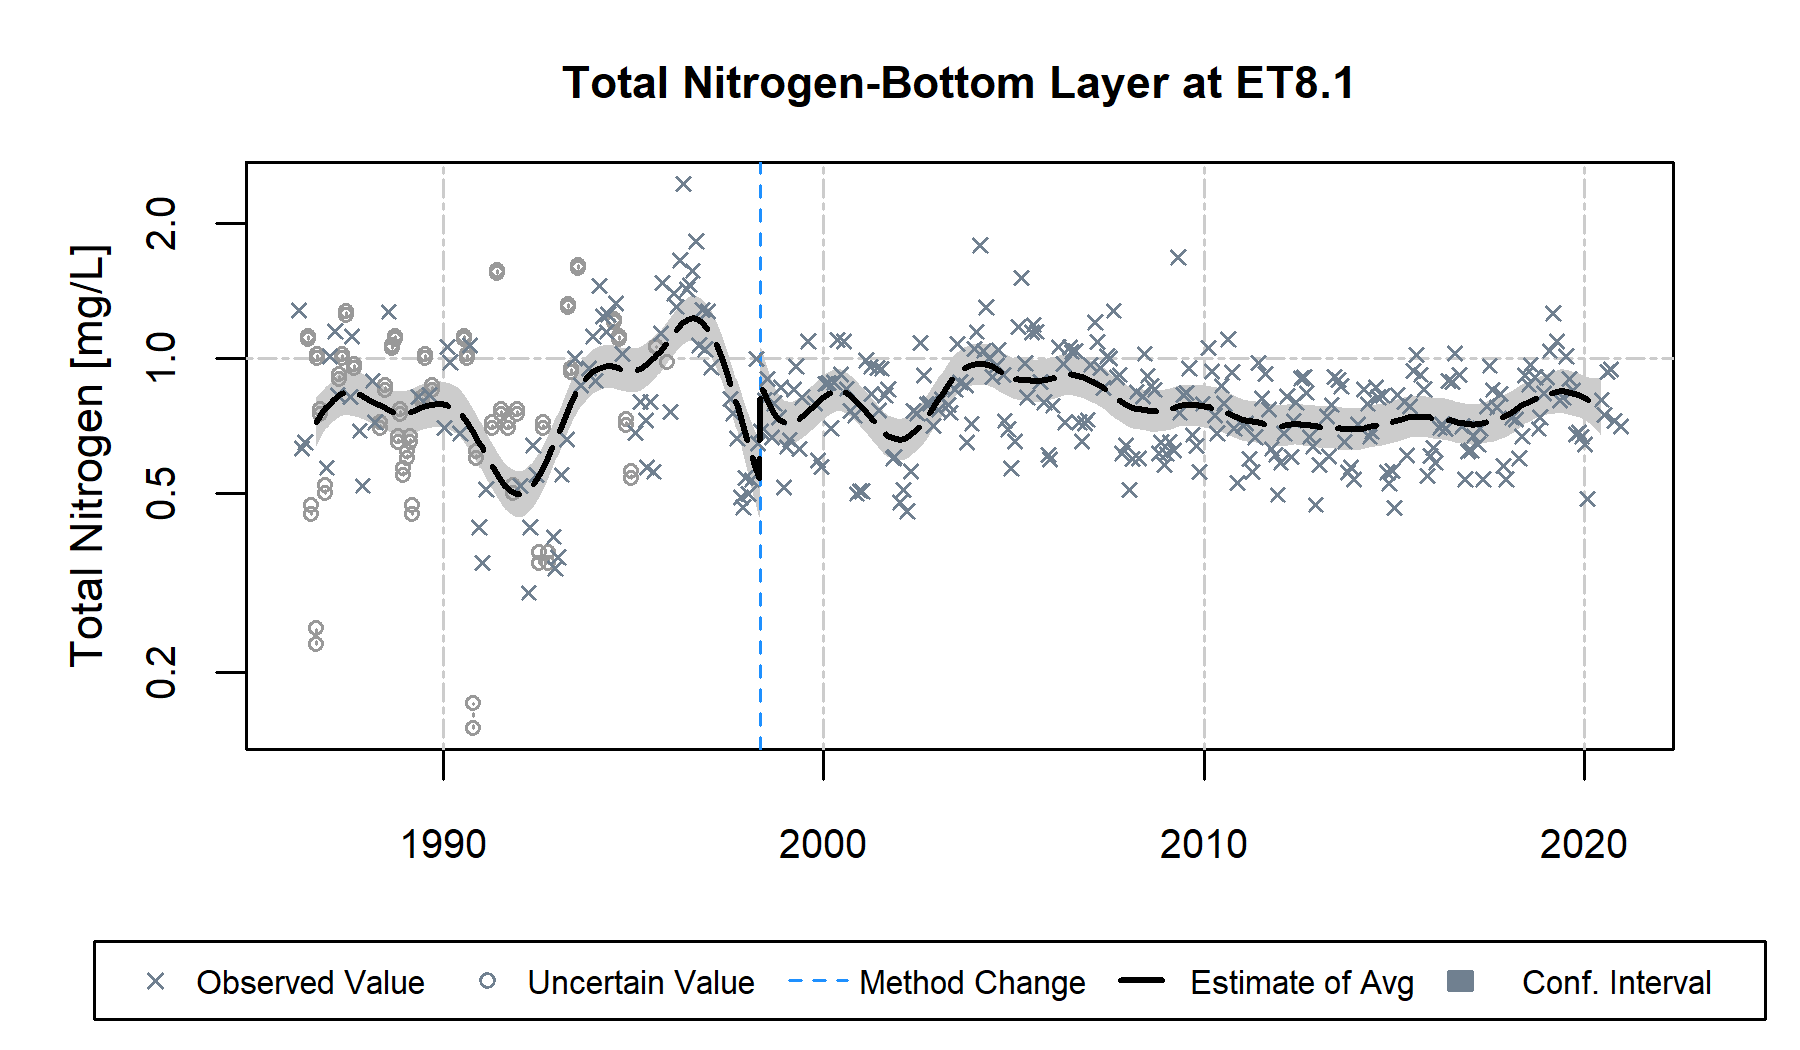 Total Nitrogen-Bottom Layer at ET8.1
Total Nitrogen [mg/L]
2.0
1.0
0.5
0.2
1990 2000 2010 2020
Observed Value Uncertain Value Method Change Estimate of Avg Conf. Interval